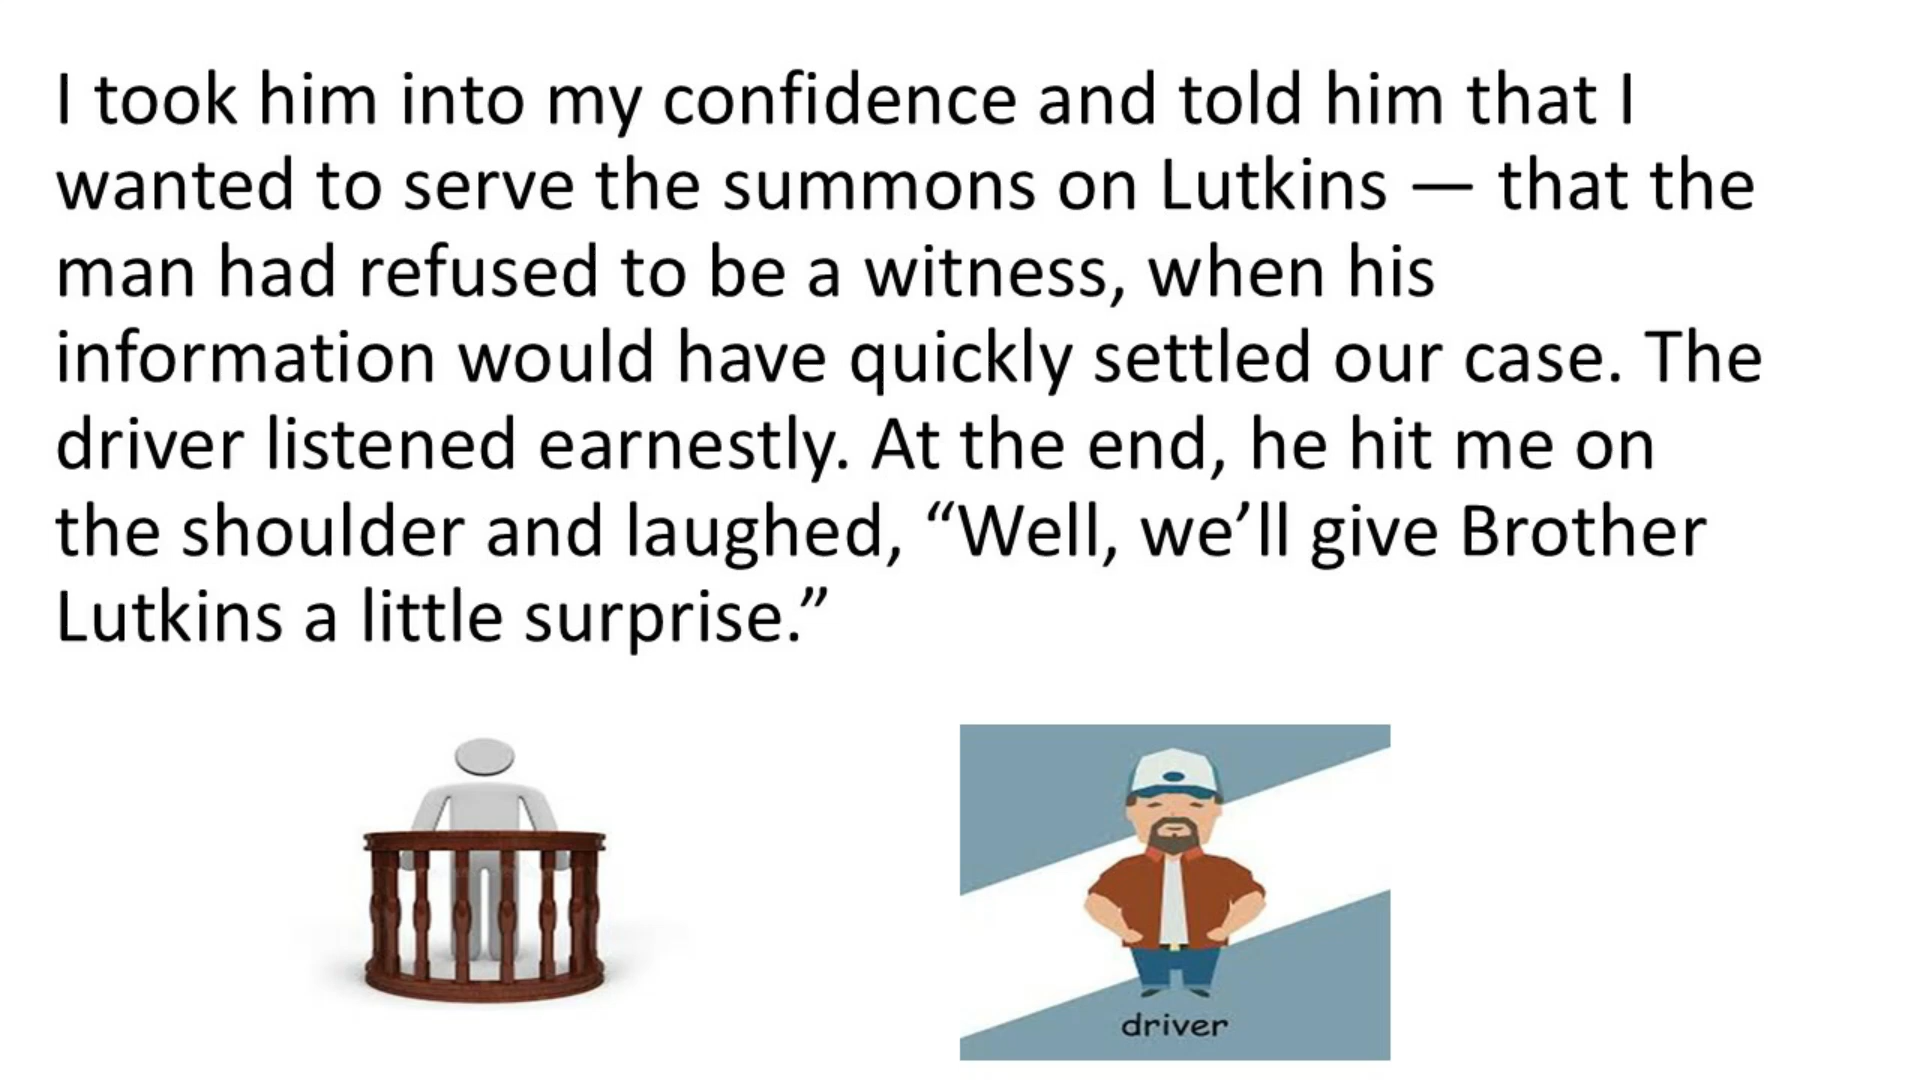 I took him into my confidence and told him that I
wanted to serve the summons on Lutkins — that the
man had refused to be a witness, when his
information would have quickly settled our case. The
driver listened earnestly. At the end, he hit me on
the shoulder and laughed, “Well, we’ll give Brother
Lutkins a little surprise.”
driver